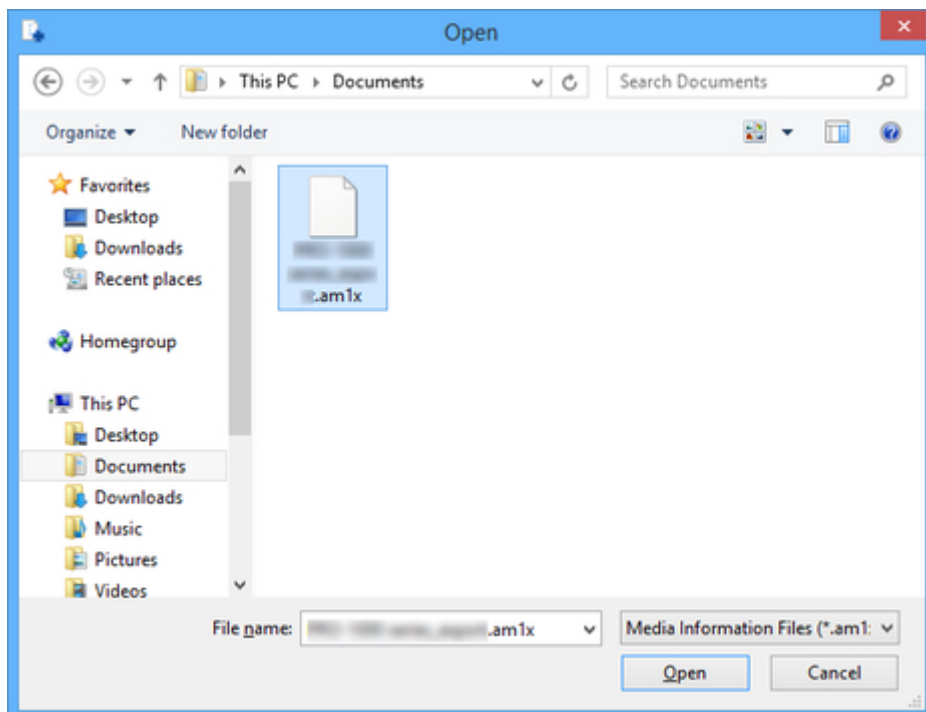 Open
This PC Documents
Search Documents
Organize New folder
Favorites
Desktop
Downloads
Recent places
Homegroup
This PC
Desktop
Documents
Downloads
Music
Pictures
Videos
.am1x
File name: .am1x
Media Information Files (*.am1
Open Cancel